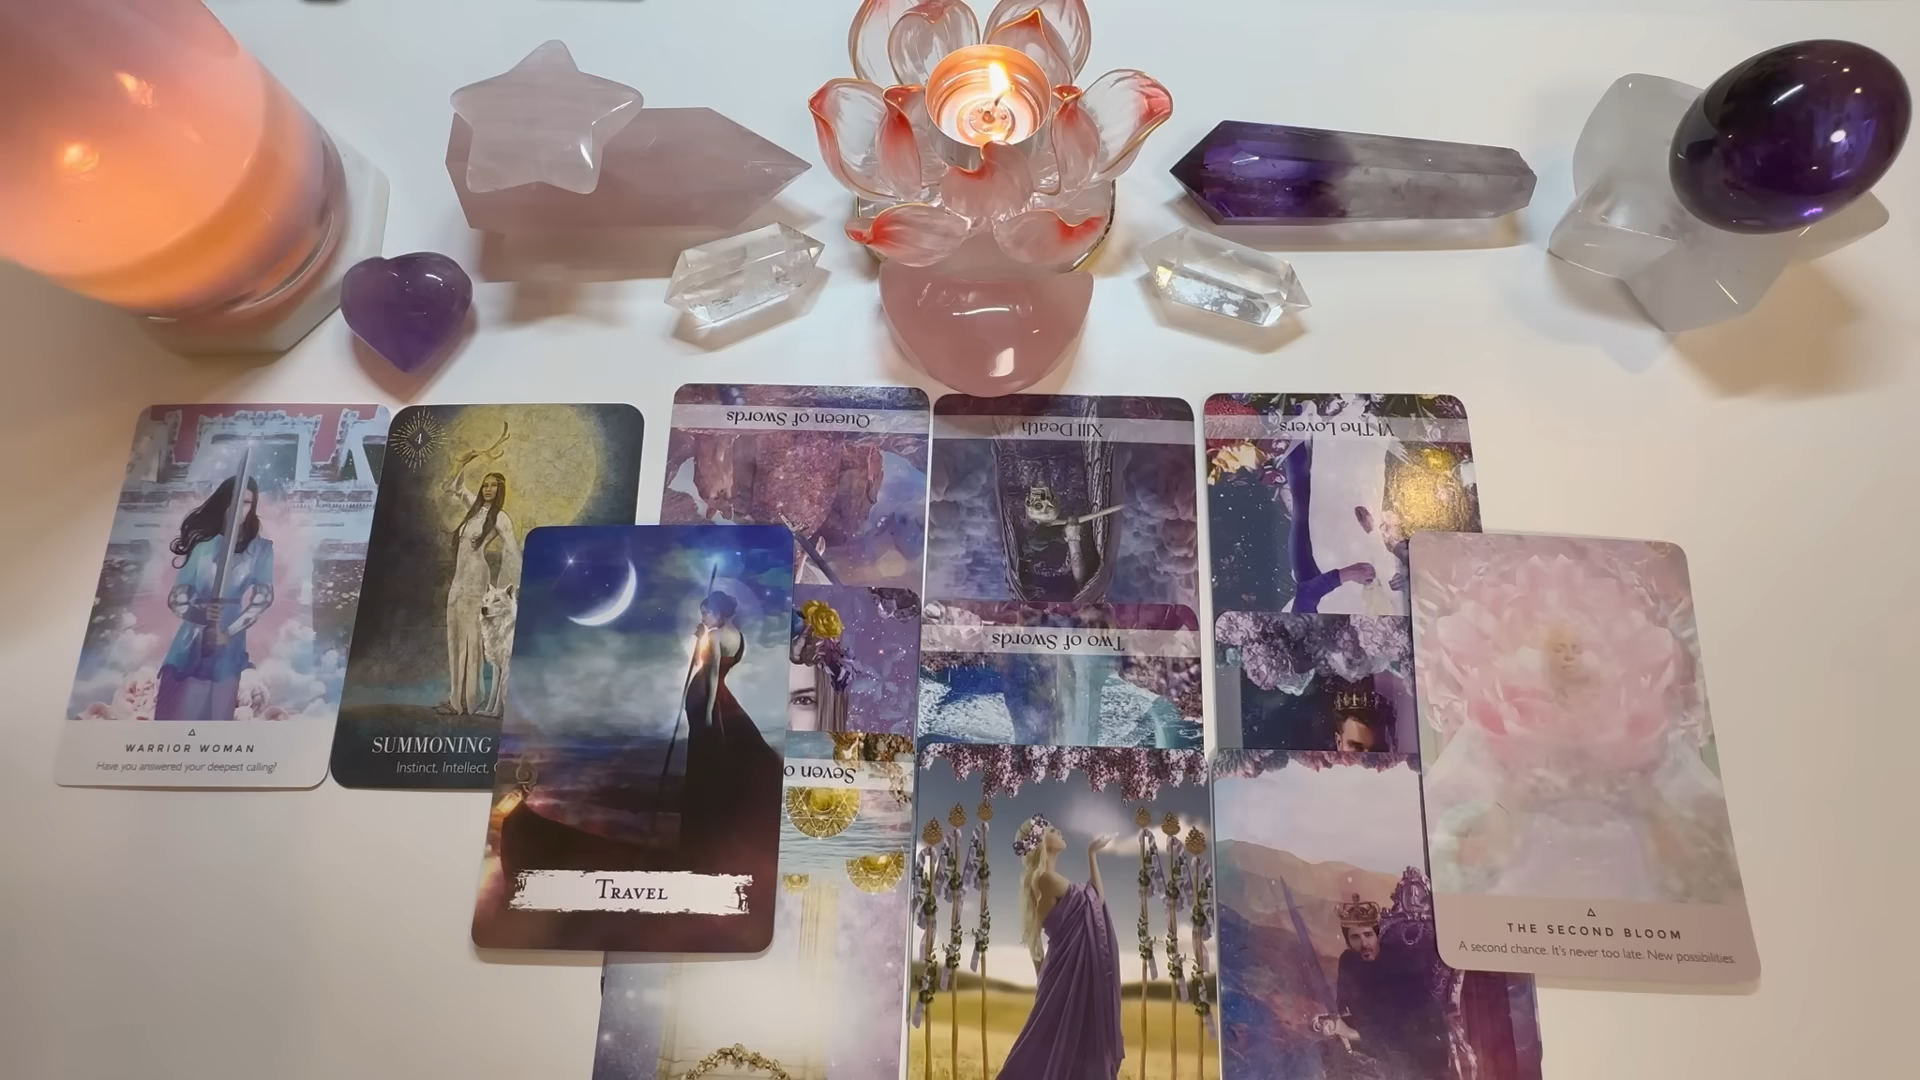 Queen of Swords
XIII Death
VI The Lovers
4
Two of Swords
WARRIOR WOMAN
Have you answered your deepest calling?
SUMMONING
Instinct, Intellect,
Seven o
TRAVEL
THE SECOND BLOOM
A second chance. It's never too late. New possibilities.